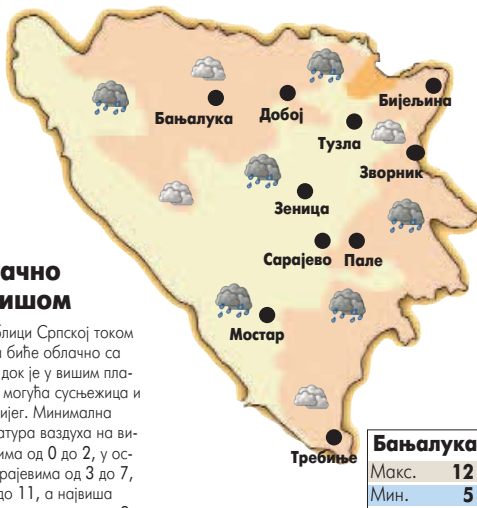 Бијељина
Бањалука
Добој
Тузла
Зворник
Зеница
Сарајево Пале
Мостар
Требиње
ачно
ишом
блици Српској током
биће облачно са
док је у вишим пла-
могућа сусњежица и
ијег. Минимална
атура ваздуха на ви-
има од 0 до 2, у ос-
рајевима од 3 до 7,
до 11, а највиша
Бањалука
Макс. 12
Мин. 5